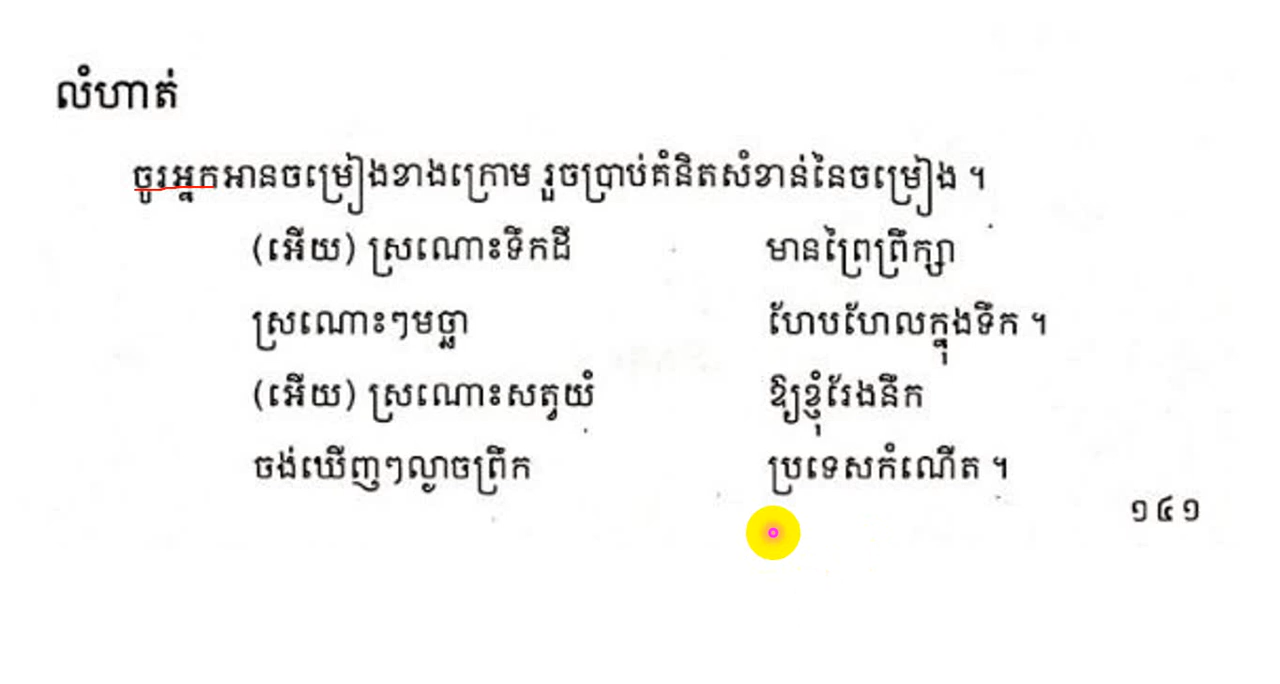 លំហាត់
ចូរអ្នកអានចម្រៀងខាងក្រោម រួចប្រាប់គំនិតសំខាន់នៃចម្រៀង ។
(អើយ) ស្រណោះទឹកដី មានព្រៃព្រឹក្សា
ស្រណោះៗមច្ឆា ហែបហែលក្នុងទឹក ។
(អើយ) ស្រណោះសត្វយំ ឱ្យខ្ញុំរែងនឹក
ចង់ឃើញៗល្ងាចព្រឹក ប្រទេសកំណើត ។
១៤១